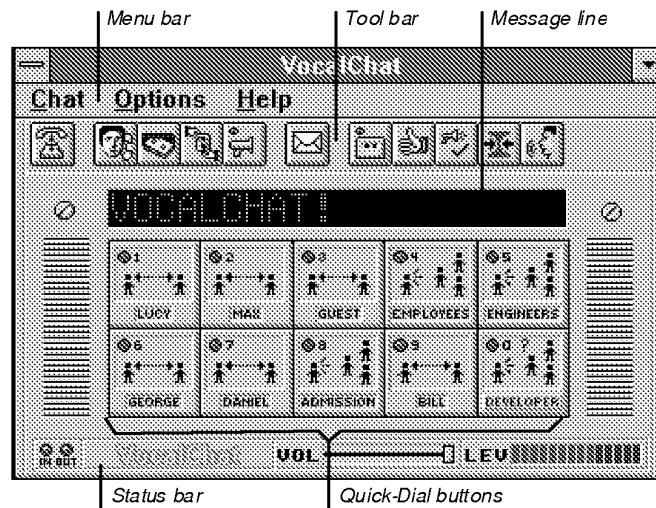 Menu bar
Tool bar
Message line
VocalChat
Chat Options Help
VOCALCHAT!
1 2 3 4 5
LUCY MAX GUEST EMPLOYEES ENGINEERS
6 7 8 9 0 ?
GEORGE DANIEL ADMISSION BILL DEVELOPER
IN OUT
VOL
LEV
Status bar
Quick-Dial buttons